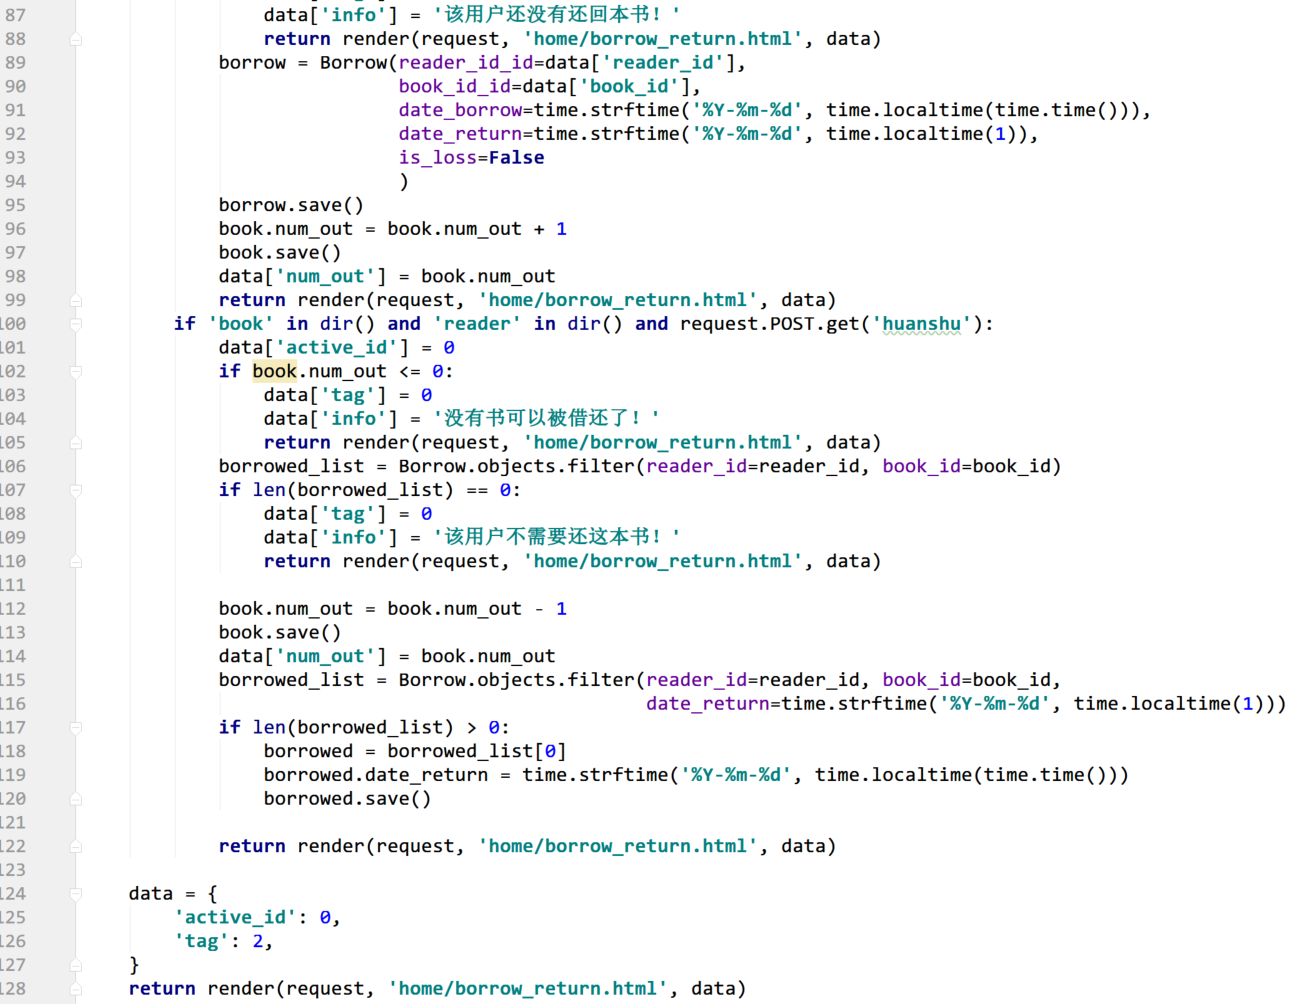 87 data['info'] = '该用户还没有还回本书！'
88 return render(request, 'home/borrow_return.html', data)
89 borrow = Borrow(reader_id_id=data['reader_id'],
90 book_id_id=data['book_id'],
91 date_borrow=time.strftime('%Y-%m-%d', time.localtime(time.time())),
92 date_return=time.strftime('%Y-%m-%d', time.localtime(1)),
93 is_loss=False
94 )
95 borrow.save()
96 book.num_out = book.num_out + 1
97 book.save()
98 data['num_out'] = book.num_out
99 return render(request, 'home/borrow_return.html', data)
100 if 'book' in dir() and 'reader' in dir() and request.POST.get('huanshu'):
101 data['active_id'] = 0
102 if book.num_out <= 0:
103 data['tag'] = 0
104 data['info'] = '没有书可以被借还了！'
105 return render(request, 'home/borrow_return.html', data)
106 borrowed_list = Borrow.objects.filter(reader_id=reader_id, book_id=book_id)
107 if len(borrowed_list) == 0:
108 data['tag'] = 0
109 data['info'] = '该用户不需要还这本书！'
110 return render(request, 'home/borrow_return.html', data)
111
112 book.num_out = book.num_out - 1
113 book.save()
114 data['num_out'] = book.num_out
115 borrowed_list = Borrow.objects.filter(reader_id=reader_id, book_id=book_id,
116 date_return=time.strftime('%Y-%m-%d', time.localtime(1)))
117 if len(borrowed_list) > 0:
118 borrowed = borrowed_list[0]
119 borrowed.date_return = time.strftime('%Y-%m-%d', time.localtime(time.time()))
120 borrowed.save()
121
122 return render(request, 'home/borrow_return.html', data)
123
124 data = {
125 'active_id': 0,
126 'tag': 2,
127 }
128 return render(request, 'home/borrow_return.html', data)